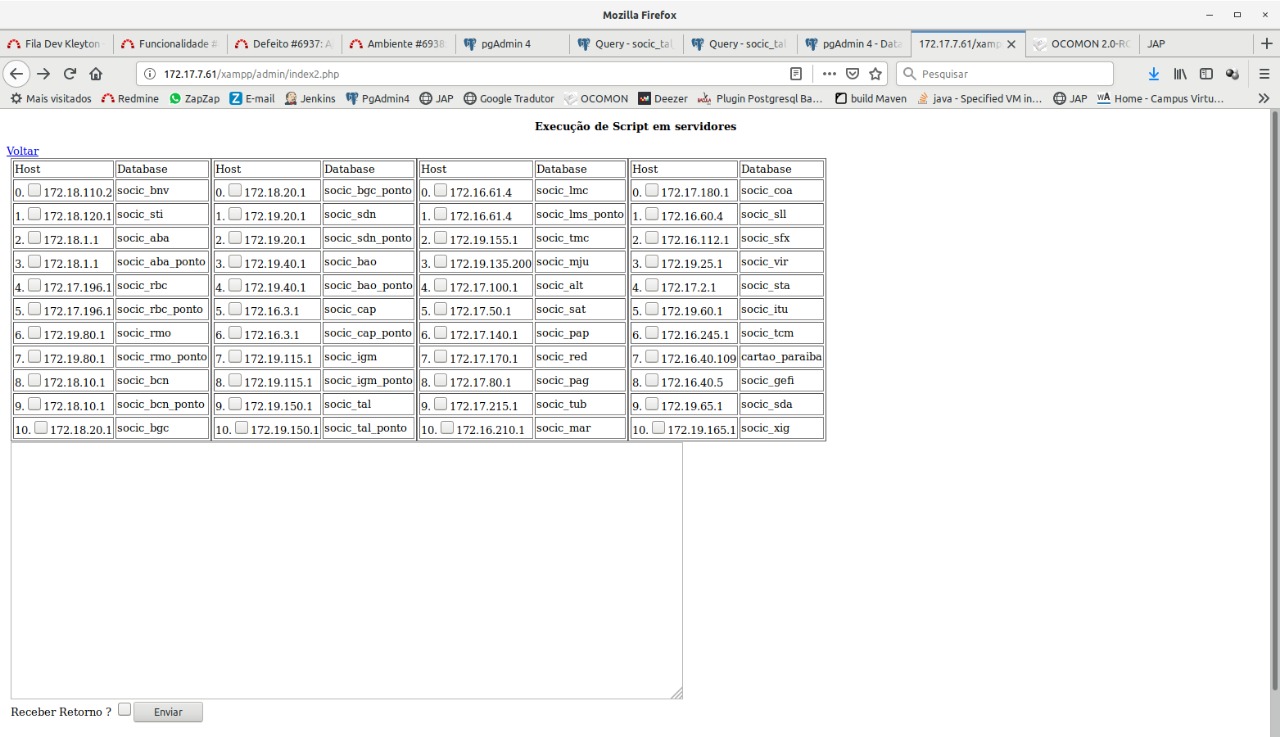 Mozilla Firefox
Fila Dev Kleyton
Funcionalidade #
Defeito #6937: A
Ambiente #6938
pgAdmin 4
Query - socic_tal
Query - socic_tal
pgAdmin 4 - Data
172.17.7.61/xamp
OCOMON 2.0-RC
JAP
172.17.7.61/xampp/admin/index2.php
Pesquisar
Mais visitados
Redmine
ZapZap
E-mail
Jenkins
PgAdmin4
JAP
Google Tradutor
OCOMON
Deezer
Plugin Postgresql Ba…
build Maven
java - Specified VM in…
JAP
Home - Campus Virtu…
Execução de Script em servidores
Voltar
Host Database Host Database Host Database Host Database
0. 172.18.110.2 socic_bnv 0. 172.18.20.1 socic_bgc_ponto 0. 172.16.61.4 socic_lmc 0. 172.17.180.1 socic_coa
1. 172.18.120.1 socic_sti 1. 172.19.20.1 socic_sdn 1. 172.16.61.4 socic_lms_ponto 1. 172.16.60.4 socic_sll
2. 172.18.1.1 socic_aba 2. 172.19.20.1 socic_sdn_ponto 2. 172.19.155.1 socic_tmc 2. 172.16.112.1 socic_sfx
3. 172.18.1.1 socic_aba_ponto 3. 172.19.40.1 socic_bao 3. 172.19.135.200 socic_mju 3. 172.19.25.1 socic_vir
4. 172.17.196.1 socic_rbc 4. 172.19.40.1 socic_bao_ponto 4. 172.17.100.1 socic_alt 4. 172.17.2.1 socic_sta
5. 172.17.196.1 socic_rbc_ponto 5. 172.16.3.1 socic_cap 5. 172.17.50.1 socic_sat 5. 172.19.60.1 socic_itu
6. 172.19.80.1 socic_rmo 6. 172.16.3.1 socic_cap_ponto 6. 172.17.140.1 socic_pap 6. 172.16.245.1 socic_tcm
7. 172.19.80.1 socic_rmo_ponto 7. 172.19.115.1 socic_igm 7. 172.17.170.1 socic_red 7. 172.16.40.109 cartao_paraiba
8. 172.18.10.1 socic_bcn 8. 172.19.115.1 socic_igm_ponto 8. 172.17.80.1 socic_pag 8. 172.16.40.5 socic_gefi
9. 172.18.10.1 socic_bcn_ponto 9. 172.19.150.1 socic_tal 9. 172.17.215.1 socic_tub 9. 172.19.65.1 socic_sda
10. 172.18.20.1 socic_bgc 10. 172.19.150.1 socic_tal_ponto 10. 172.16.210.1 socic_mar 10. 172.19.165.1 socic_xig
Receber Retorno ? Enviar